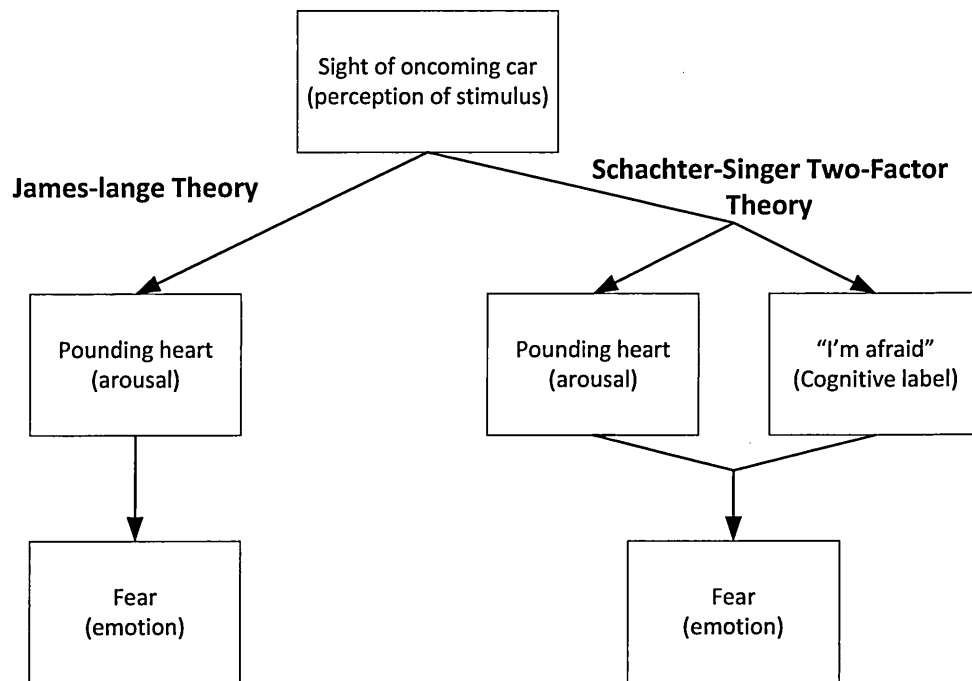 Sight of oncoming car
(perception of stimulus)
James-lange Theory
Schachter-Singer Two-Factor
Theory
Pounding heart
(arousal)
Pounding heart
(arousal)
“I’m afraid”
(Cognitive label)
Fear
(emotion)
Fear
(emotion)